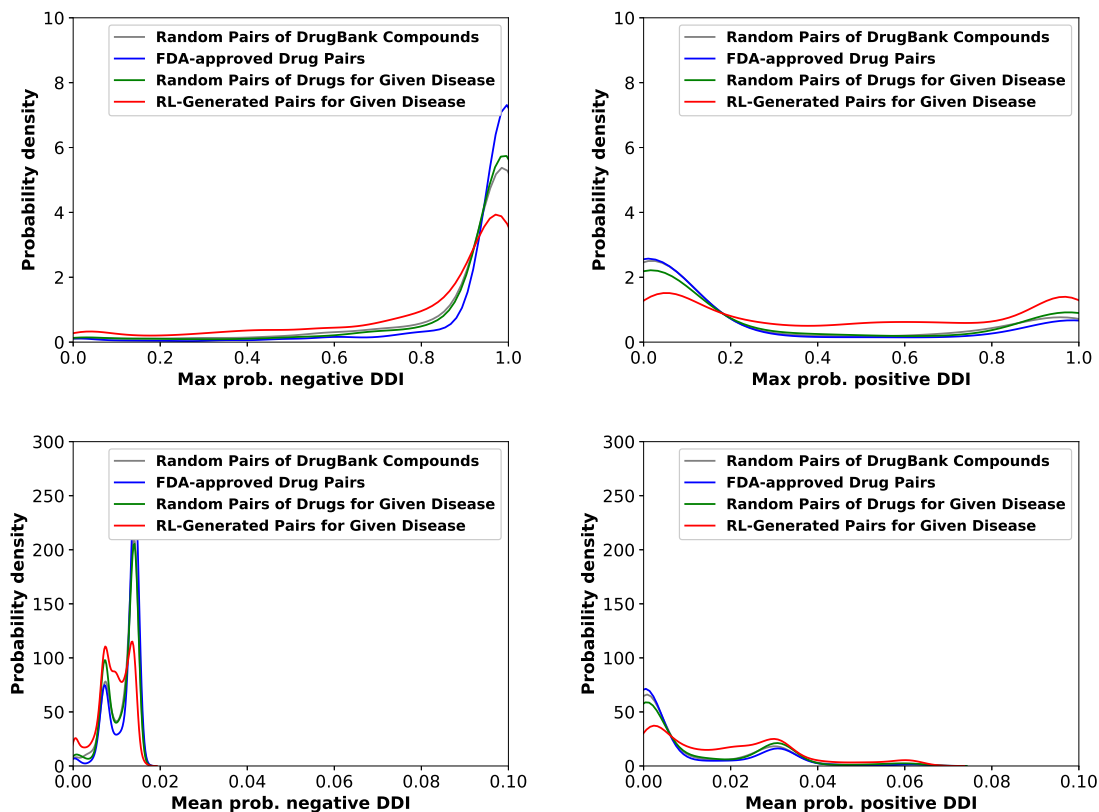 10
8
6
4
2
0
Probability density
Random Pairs of DrugBank Compounds
FDA-approved Drug Pairs
Random Pairs of Drugs for Given Disease
RL-Generated Pairs for Given Disease
0.0 0.2 0.4 0.6 0.8 1.0
Max prob. negative DDI
10
8
6
4
2
0
Probability density
Random Pairs of DrugBank Compounds
FDA-approved Drug Pairs
Random Pairs of Drugs for Given Disease
RL-Generated Pairs for Given Disease
0.0 0.2 0.4 0.6 0.8 1.0
Max prob. positive DDI
300
250
200
150
100
50
0
Probability density
Random Pairs of DrugBank Compounds
FDA-approved Drug Pairs
Random Pairs of Drugs for Given Disease
RL-Generated Pairs for Given Disease
0.00 0.02 0.04 0.06 0.08 0.10
Mean prob. negative DDI
300
250
200
150
100
50
0
Probability density
Random Pairs of DrugBank Compounds
FDA-approved Drug Pairs
Random Pairs of Drugs for Given Disease
RL-Generated Pairs for Given Disease
0.00 0.02 0.04 0.06 0.08 0.10
Mean prob. positive DDI